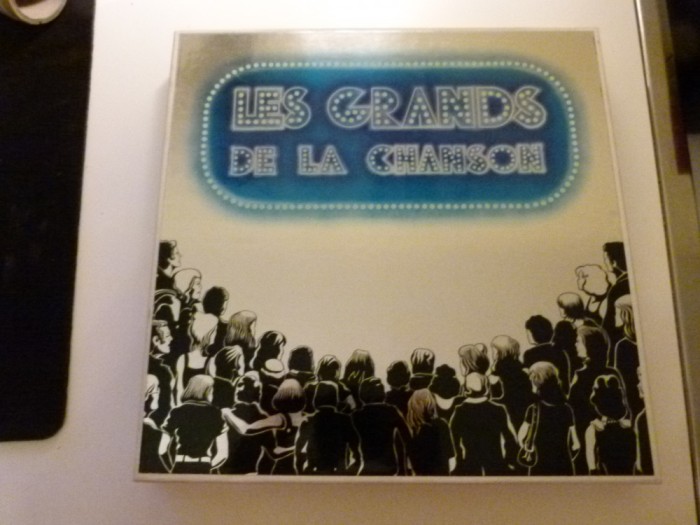 LES GRANDS
DE LA CHANSON